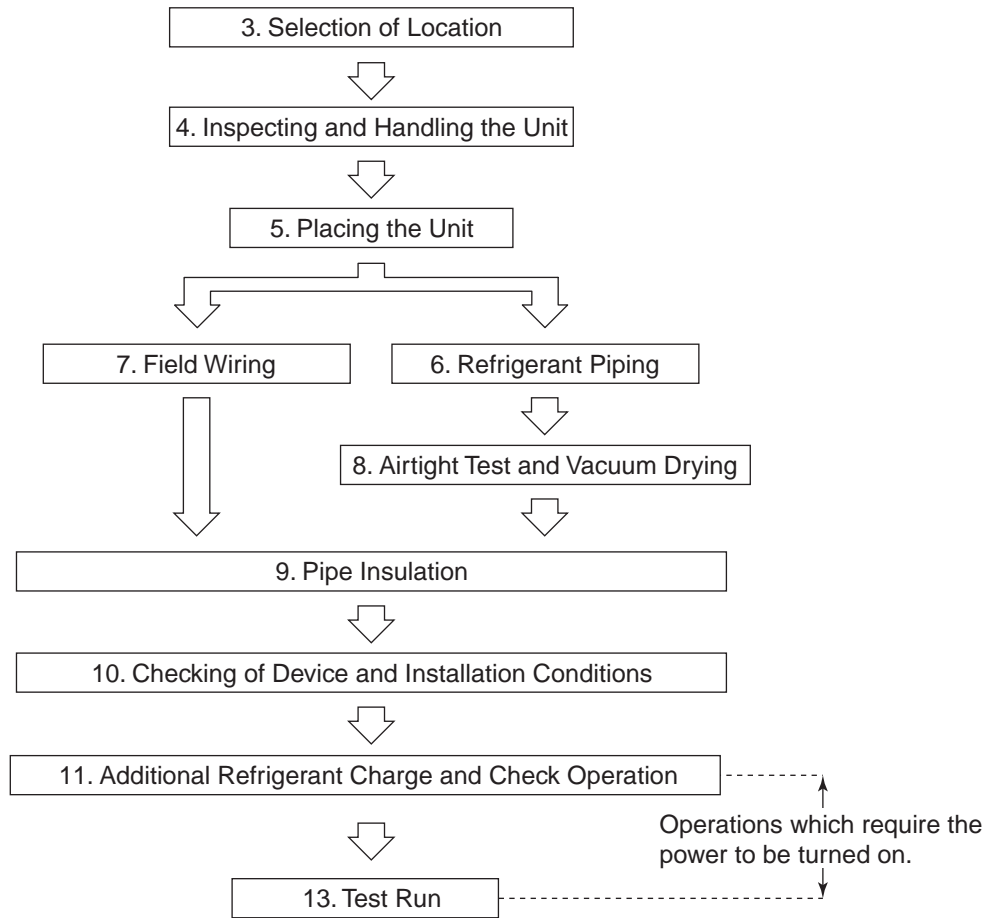 3. Selection of Location
4. Inspecting and Handling the Unit
5. Placing the Unit
7. Field Wiring
6. Refrigerant Piping
8. Airtight Test and Vacuum Drying
9. Pipe Insulation
10. Checking of Device and Installation Conditions
11. Additional Refrigerant Charge and Check Operation
Operations which require the
power to be turned on.
13. Test Run